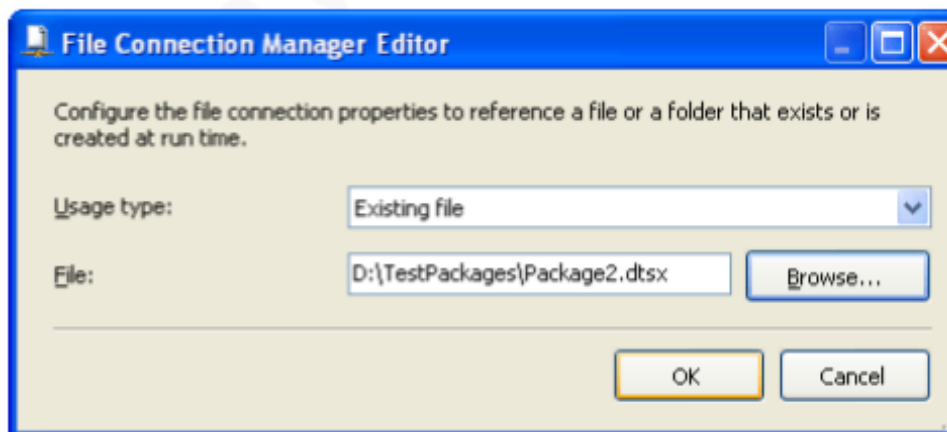 File Connection Manager Editor
Configure the file connection properties to reference a file or a folder that exists or is
created at run time.
Usage type: Existing file
File: D:\TestPackages\Package2.dtsx Browse...
OK Cancel